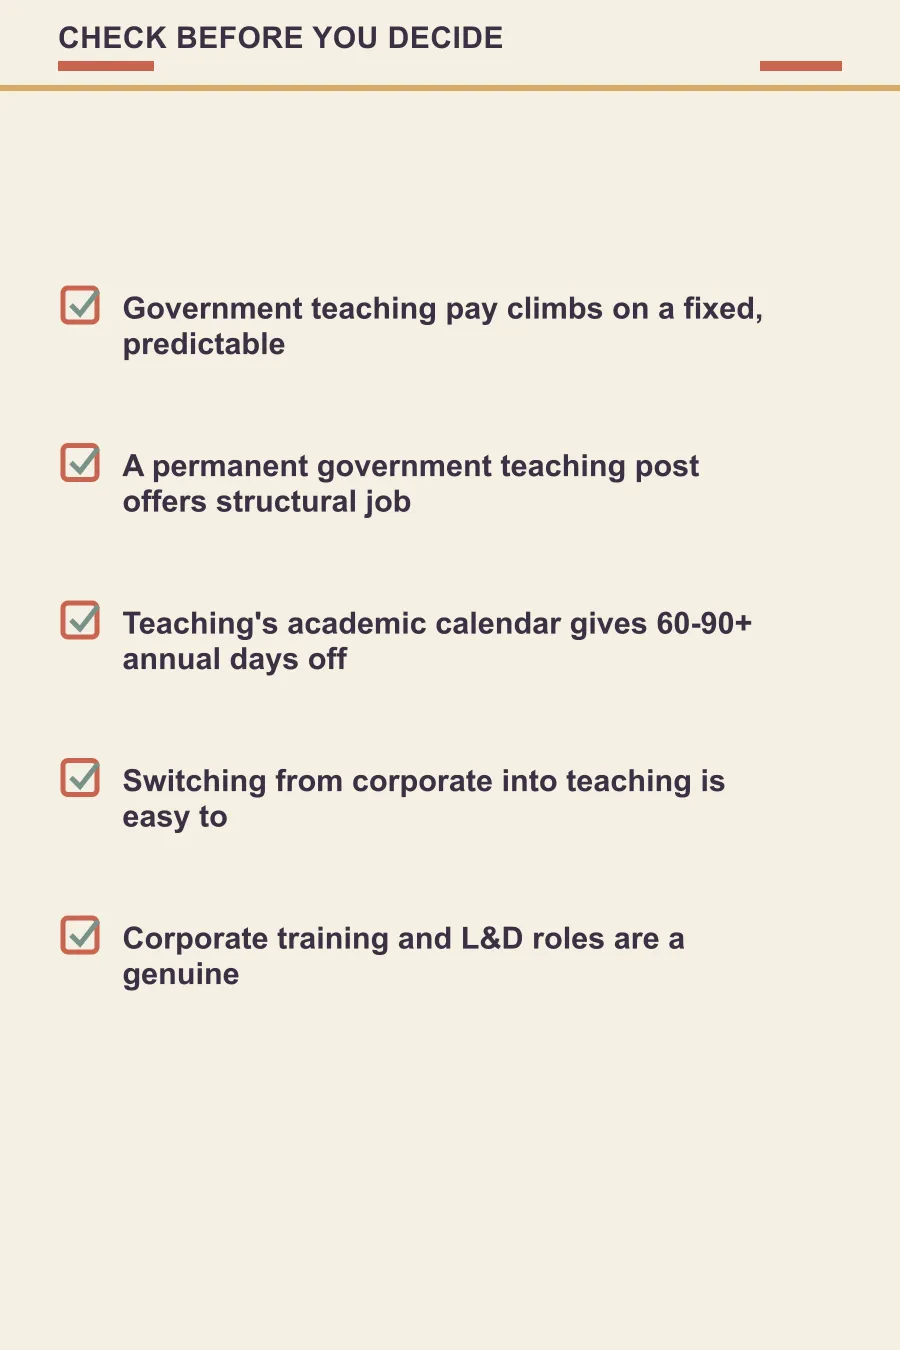 CHECK BEFORE YOU DECIDE
Government teaching pay climbs on a fixed,
predictable
A permanent government teaching post
offers structural job
Teaching's academic calendar gives 60-90+
annual days off
Switching from corporate into teaching is
easy to
Corporate training and L&D roles are a
genuine